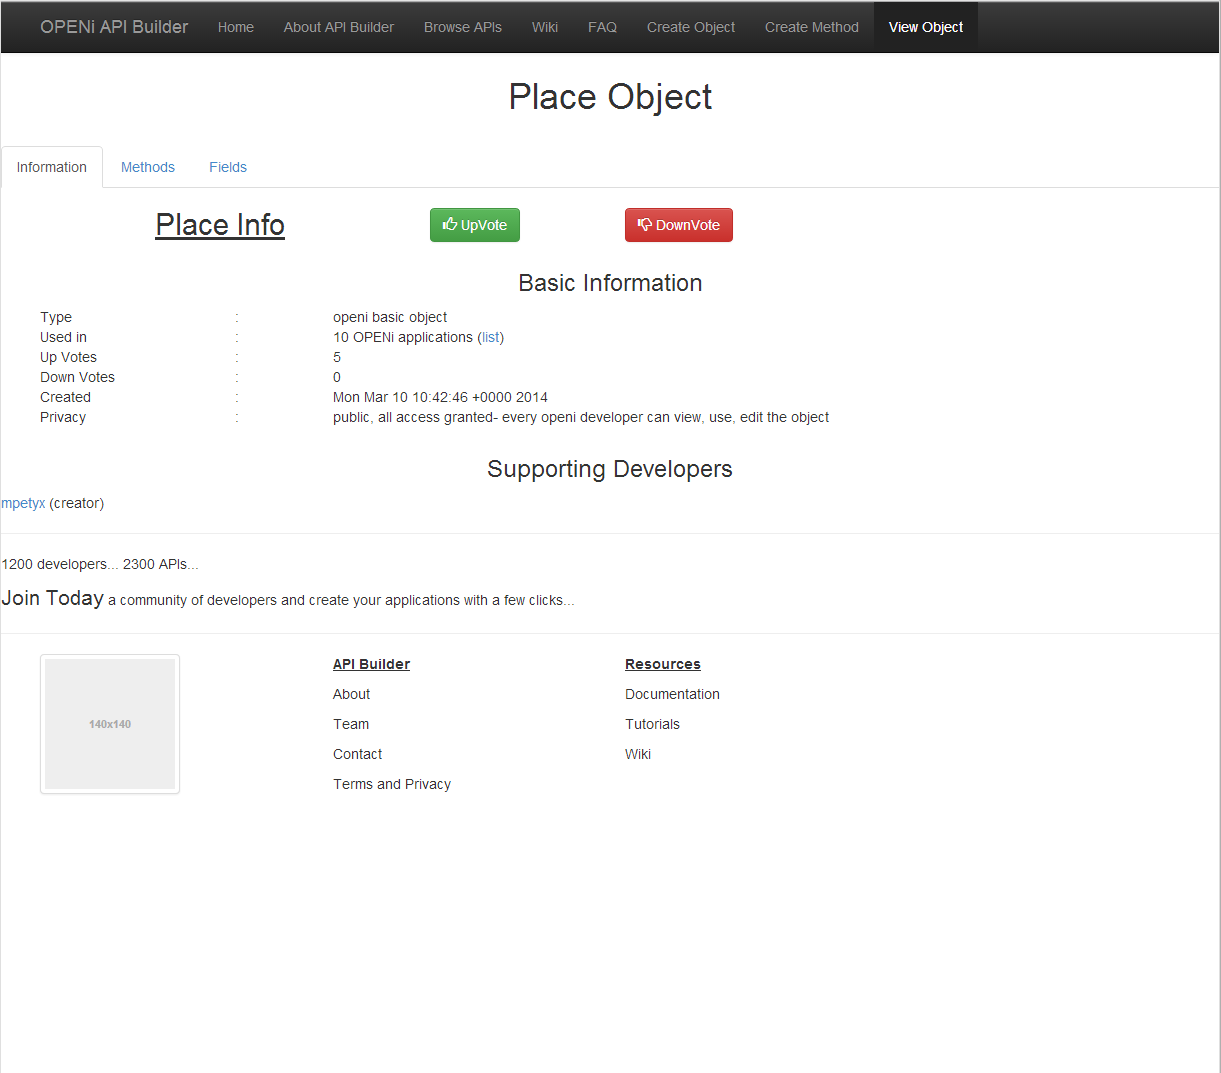 OPENi API Builder Home About API Builder Browse APIs Wiki FAQ Create Object Create Method View Object
Place Object
Information Methods Fields
Place Info UpVote DownVote
Basic Information
Type : openi basic object
Used in : 10 OPENi applications (list)
Up Votes : 5
Down Votes : 0
Created : Mon Mar 10 10:42:46 +0000 2014
Privacy : public, all access granted- every openi developer can view, use, edit the object
Supporting Developers
mpetyx (creator)
1200 developers... 2300 APIs...
Join Today a community of developers and create your applications with a few clicks...
140x140
API Builder
About
Team
Contact
Terms and Privacy
Resources
Documentation
Tutorials
Wiki